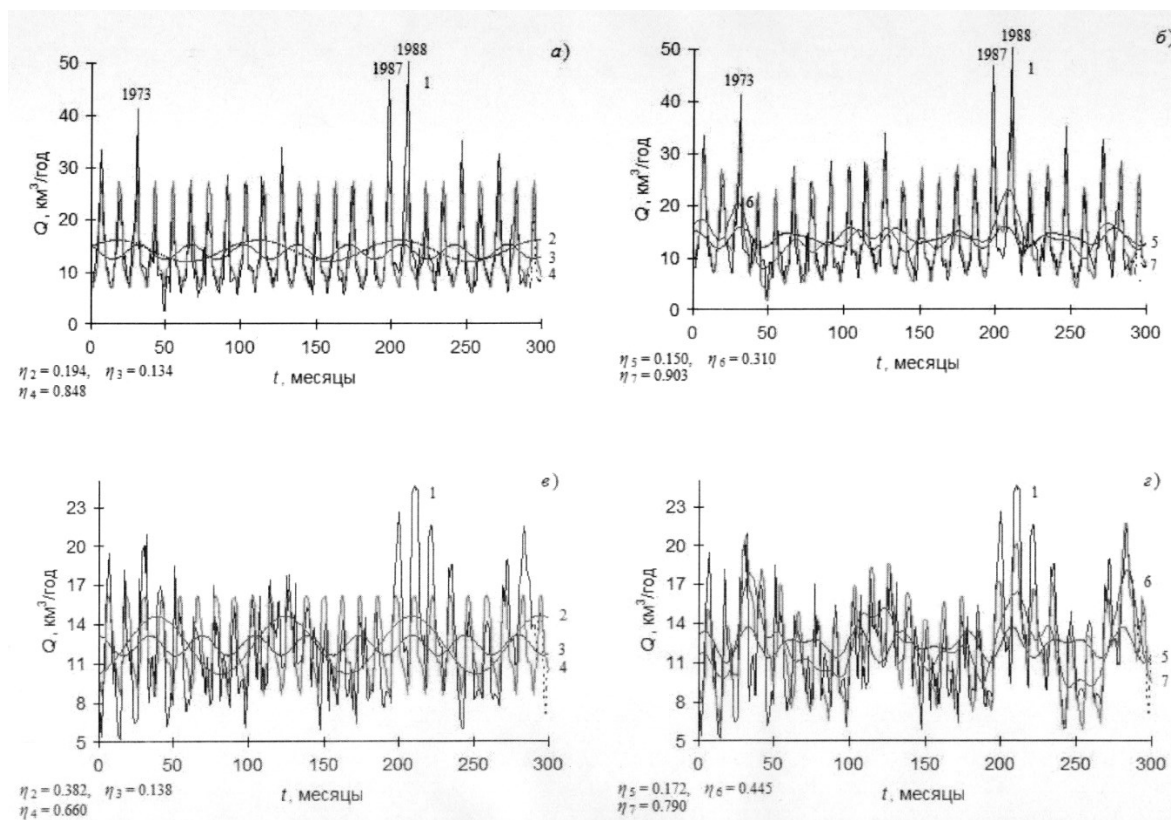 а)
1988
1987
1
1973
50
40
30
20
10
0
Q, км³/год
2
3
4
0 50 100 150 200 250 300
t, месяцы
η2 = 0.194, η3 = 0.134
η4 = 0.848
б)
1988
1987
1
1973
6
50
40
30
20
10
0
Q, км³/год
5
7
0 50 100 150 200 250 300
t, месяцы
η5 = 0.150, η6 = 0.310
η7 = 0.903
в)
1
23
20
17
14
11
8
5
Q, км³/год
2
3
4
0 50 100 150 200 250 300
t, месяцы
η2 = 0.382, η3 = 0.138
η4 = 0.660
г)
1
23
20
17
14
11
8
5
Q, км³/год
6
5
7
0 50 100 150 200 250 300
t, месяцы
η5 = 0.172, η6 = 0.445
η7 = 0.790